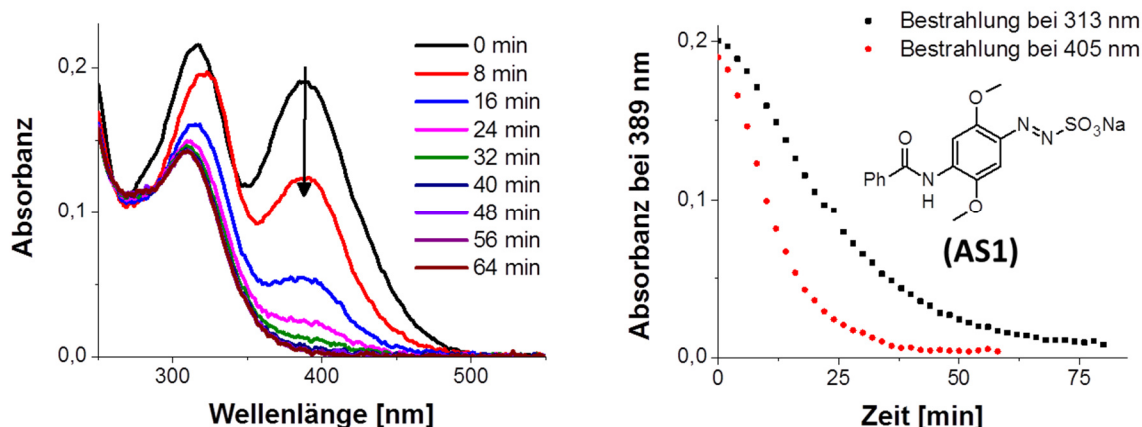 0,2
0,1
0,0
Absorbanz
300
400
500
Wellenlänge [nm]
0 min
8 min
16 min
24 min
32 min
40 min
48 min
56 min
64 min
Bestrahlung bei 313 nm
Bestrahlung bei 405 nm
0,2
0,1
0,0
Absorbanz bei 389 nm
0
25
50
75
Zeit [min]
O
N
N
SO₃Na
O
Ph
N
H
O
(AS1)